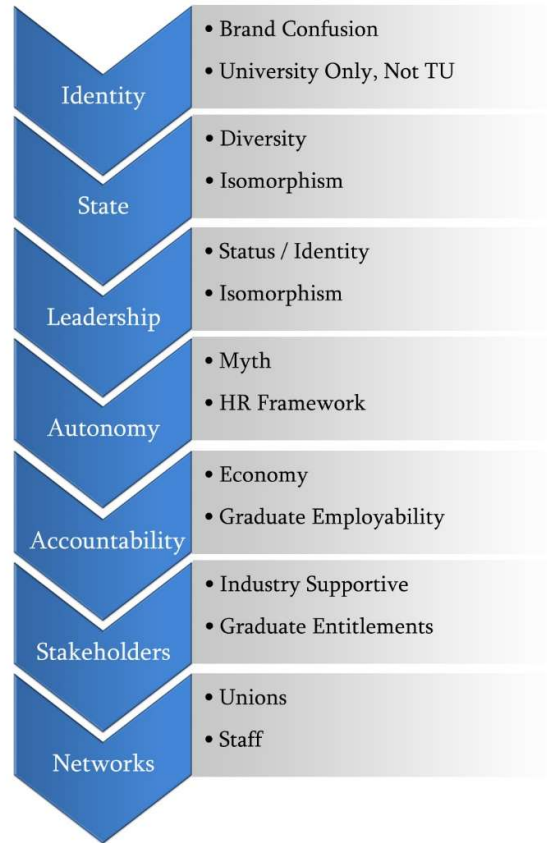 Identity
• Brand Confusion
• University Only, Not TU
State
• Diversity
• Isomorphism
Leadership
• Status / Identity
• Isomorphism
Autonomy
• Myth
• HR Framework
Accountability
• Economy
• Graduate Employability
Stakeholders
• Industry Supportive
• Graduate Entitlements
Networks
• Unions
• Staff